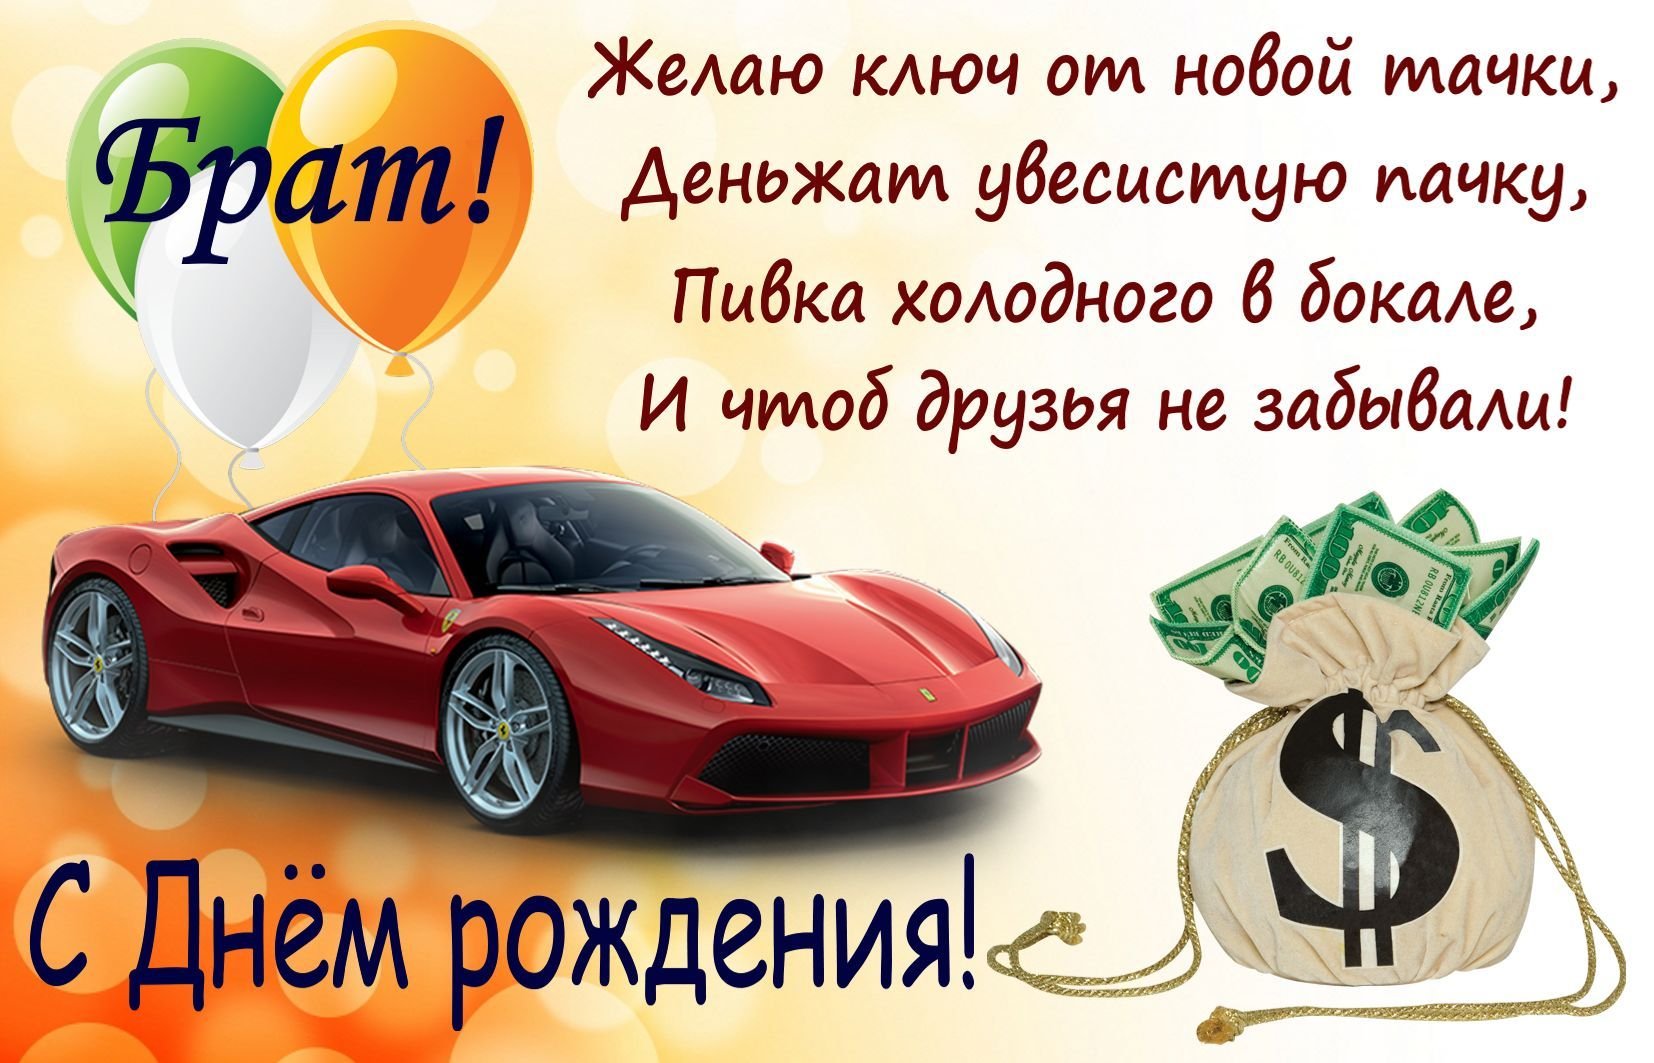 Брат!
Желаю ключ от новой тачки,
Деньжат увесистую пачку,
Пивка холодного в бокале,
И чтоб друзья не забывали!
С Днём рождения!
$